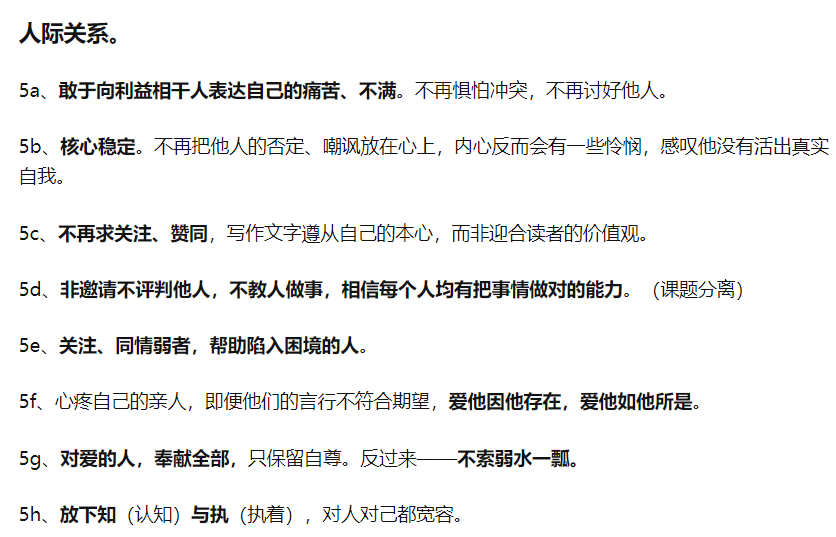 人际关系。
5a、敢于向利益相干人表达自己的痛苦、不满。不再惧怕冲突，不再讨好他人。
5b、核心稳定。不再把他人的否定、嘲讽放在心上，内心反而会有一些怜悯，感叹他没有活出真实
自我。
5c、不再求关注、赞同，写作文字遵从自己的本心，而非迎合读者的价值观。
5d、非邀请不评判他人，不教人做事，相信每个人均有把事情做对的能力。（课题分离）
5e、关注、同情弱者，帮助陷入困境的人。
5f、心疼自己的亲人，即便他们的言行不符合期望，爱他因他存在，爱他如他所是。
5g、对爱的人，奉献全部，只保留自尊。反过来——不索弱水一瓢。
5h、放下知（认知）与执（执着），对人对己都宽容。